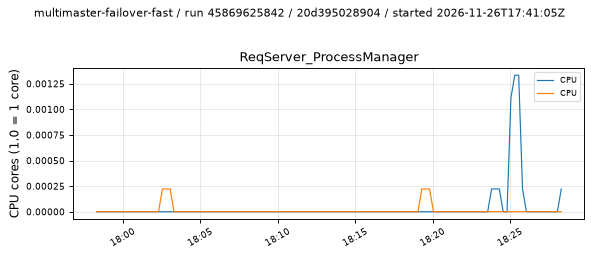 multimaster-failover-fast / run 45869625842 / 20d395028904 / started 2026-11-26T17:41:05Z
ReqServer_ProcessManager
CPU cores (1.0 = 1 core)
0.00125
0.00100
0.00075
0.00050
0.00025
0.00000
CPU
CPU
18:00
18:05
18:10
18:15
18:20
18:25